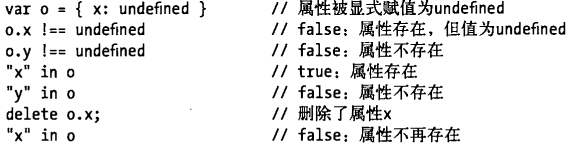 var o = { x: undefined } // 属性被显式赋值为undefined
o.x !== undefined // false：属性存在，但值为undefined
o.y !== undefined // false：属性不存在
"x" in o // true：属性存在
"y" in o // false：属性不存在
delete o.x; // 删除了属性x
"x" in o // false：属性不再存在